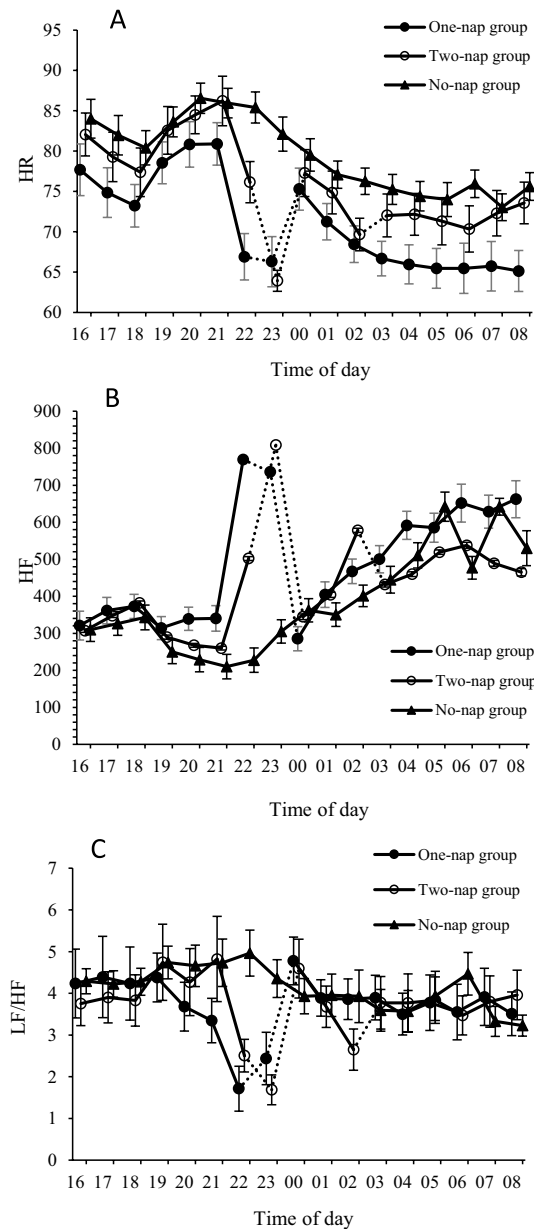 A
One-nap group
Two-nap group
No-nap group
95
90
85
80
75
70
65
60
HR
16 17 18 19 20 21 22 23 00 01 02 03 04 05 06 07 08
Time of day
B
900
800
700
600
500
400
300
200
100
0
HF
One-nap group
Two-nap group
No-nap group
16 17 18 19 20 21 22 23 00 01 02 03 04 05 06 07 08
Time of day
C
One-nap group
Two-nap group
No-nap group
7
6
5
4
3
2
1
0
LF/HF
16 17 18 19 20 21 22 23 00 01 02 03 04 05 06 07 08
Time of day